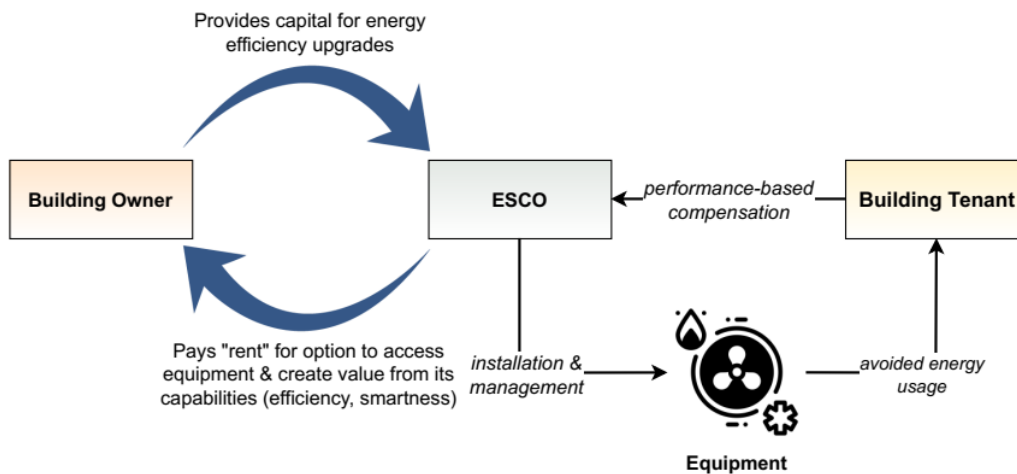 Provides capital for energy
efficiency upgrades
Building Owner
ESCO
performance-based
compensation
Building Tenant
Pays "rent" for option to access
equipment & create value from its
capabilities (efficiency, smartness)
installation &
management
avoided energy
usage
Equipment